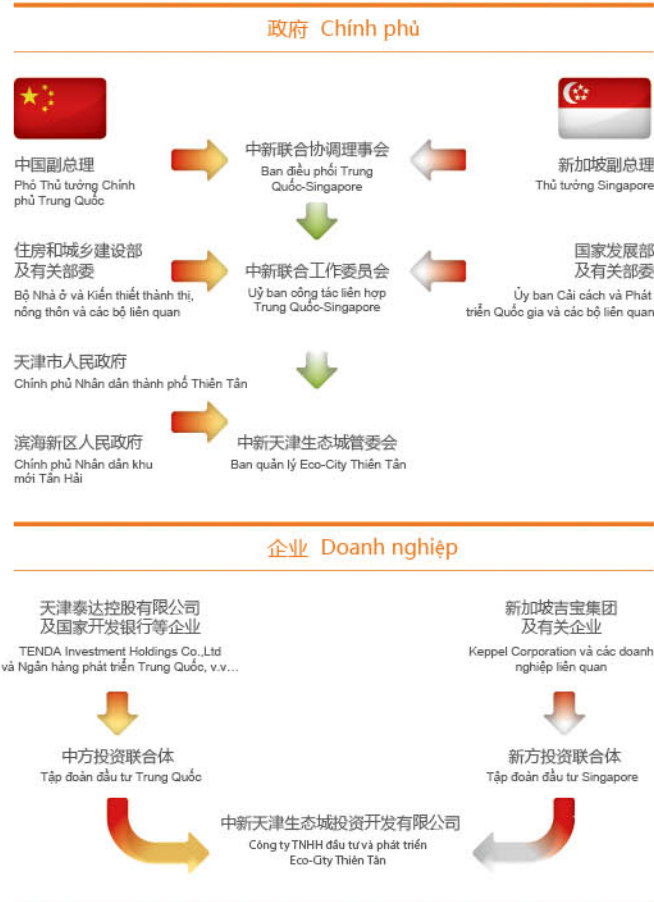 政府 Chính phủ
中国副总理
Phó Thủ tướng Chính
phủ Trung Quốc
中新联合协调理事会
Ban điều phối Trung
Quốc-Singapore
新加坡副总理
Thủ tướng Singapore
住房和城乡建设部
及有关部委
Bộ Nhà ở và Kiến thiết thành thị,
nông thôn và các bộ liên quan
中新联合工作委员会
Uỷ ban công tác liên hợp
Trung Quốc-Singapore
国家发展部
及有关部委
Ủy ban Cải cách và Phát
triển Quốc gia và các bộ liên quan
天津市人民政府
Chính phủ Nhân dân thành phố Thiên Tân
滨海新区人民政府
Chính phủ Nhân dân khu
mới Tân Hải
中新天津生态城管委会
Ban quản lý Eco-City Thiên Tân
企业 Doanh nghiệp
天津泰达控股有限公司
及国家开发银行等企业
TENDA Investment Holdings Co.,Ltd
và Ngân hàng phát triển Trung Quốc, v.v...
新加坡吉宝集团
及有关企业
Keppel Corporation và các doanh
nghiệp liên quan
中方投资联合体
Tập đoàn đầu tư Trung Quốc
新方投资联合体
Tập đoàn đầu tư Singapore
中新天津生态城投资开发有限公司
Công ty TNHH đầu tư và phát triển
Eco-City Thiên Tân